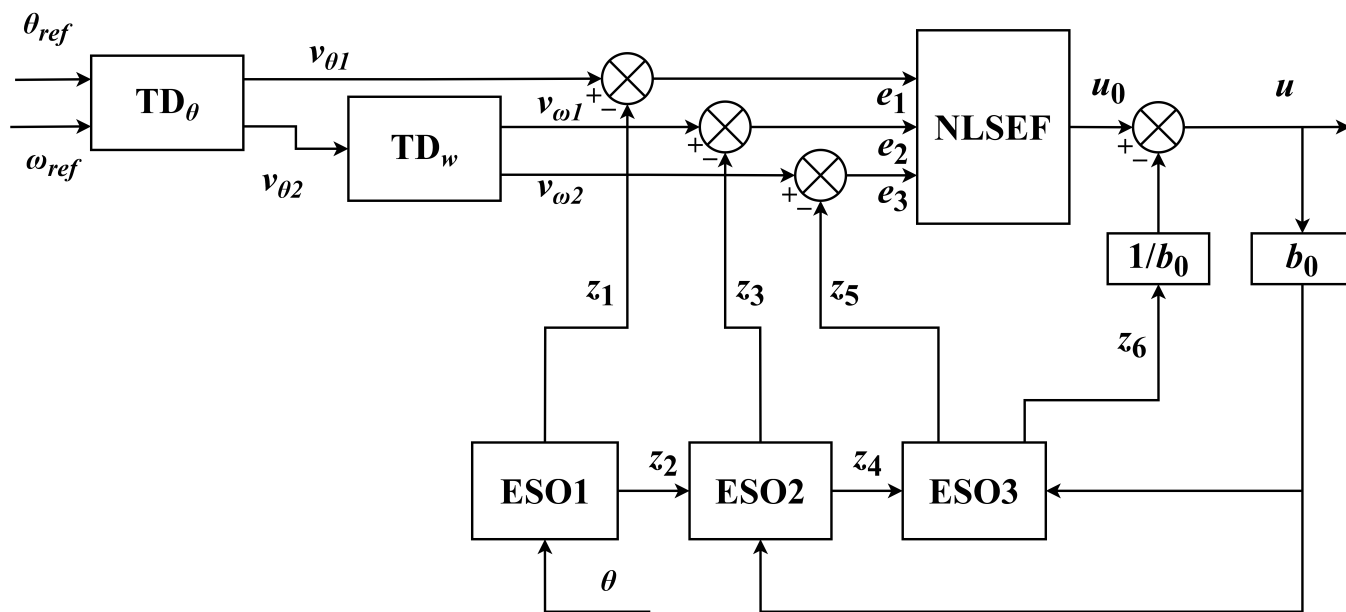 θref
vθ1
TDθ
ωref
vθ2
TDw
vω1
vω2
+
−
+
−
+
−
e1
e2
e3
NLSEF
u0
u
+
−
1/b0
b0
z1
z3
z5
z6
ESO1
z2
ESO2
z4
ESO3
θ